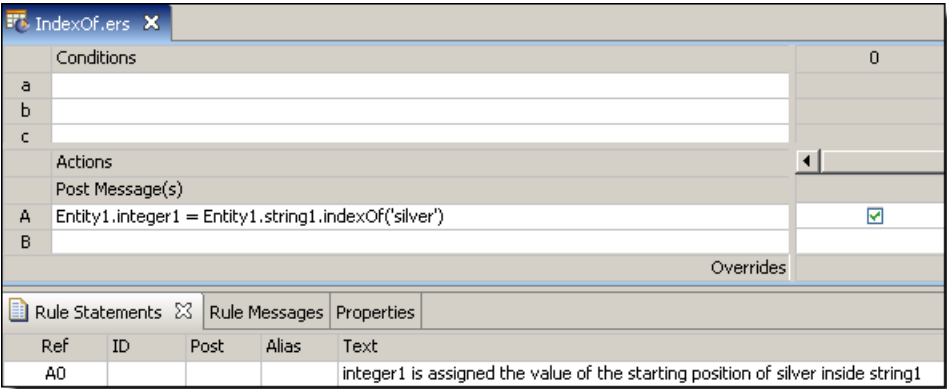 IndexOf.ers
Conditions 0
a
b
c
Actions
Post Message(s)
A Entity1.integer1 = Entity1.string1.indexOf('silver')
B
Overrides
Rule Statements Rule Messages Properties
Ref ID Post Alias Text
A0 integer1 is assigned the value of the starting position of silver inside string1